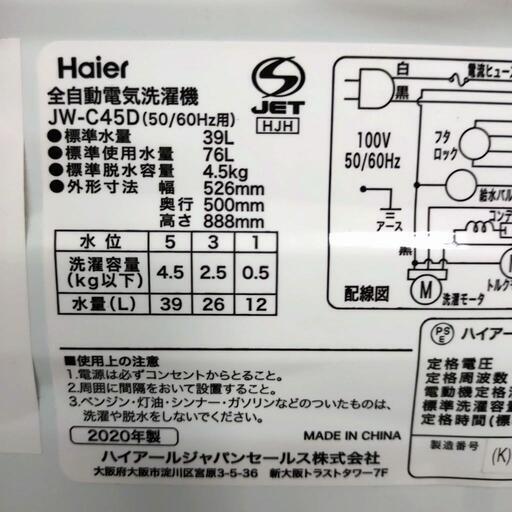 Haier
全自動電気洗濯機
JW-C45D(50/60Hz用)
●標準水量 39L
●標準使用水量 76L
●標準脱水容量 4.5kg
●外形寸法 幅 526mm
奥行 500mm
高さ 888mm
S
JET
HJH
水位 5 3 1
洗濯容量(kg以下) 4.5 2.5 0.5
水量(L) 39 26 12
白
電流ヒュー
黒
100V
50/60Hz
フタ
ロック
給水バル
アース
コンデ
黒
M
M
洗濯モータ
トルクモ
配線図
■使用上の注意
1.電源は必ずコンセントからとること。
2.周囲に間隔をおいて設置すること。
3.ベンジン・灯油・シンナー・ガソリンなどのついたものは、
洗濯や脱水をしないでください。
2020年製
MADE IN CHINA
ハイアールジャパンセールス株式会社
大阪府大阪市淀川区宮原3-5-36 新大阪トラストタワー7F
PS
E
ハイアー
定格電圧
定格周波数
電動機定格消
標準洗濯容量
定格
製造番号 (K)